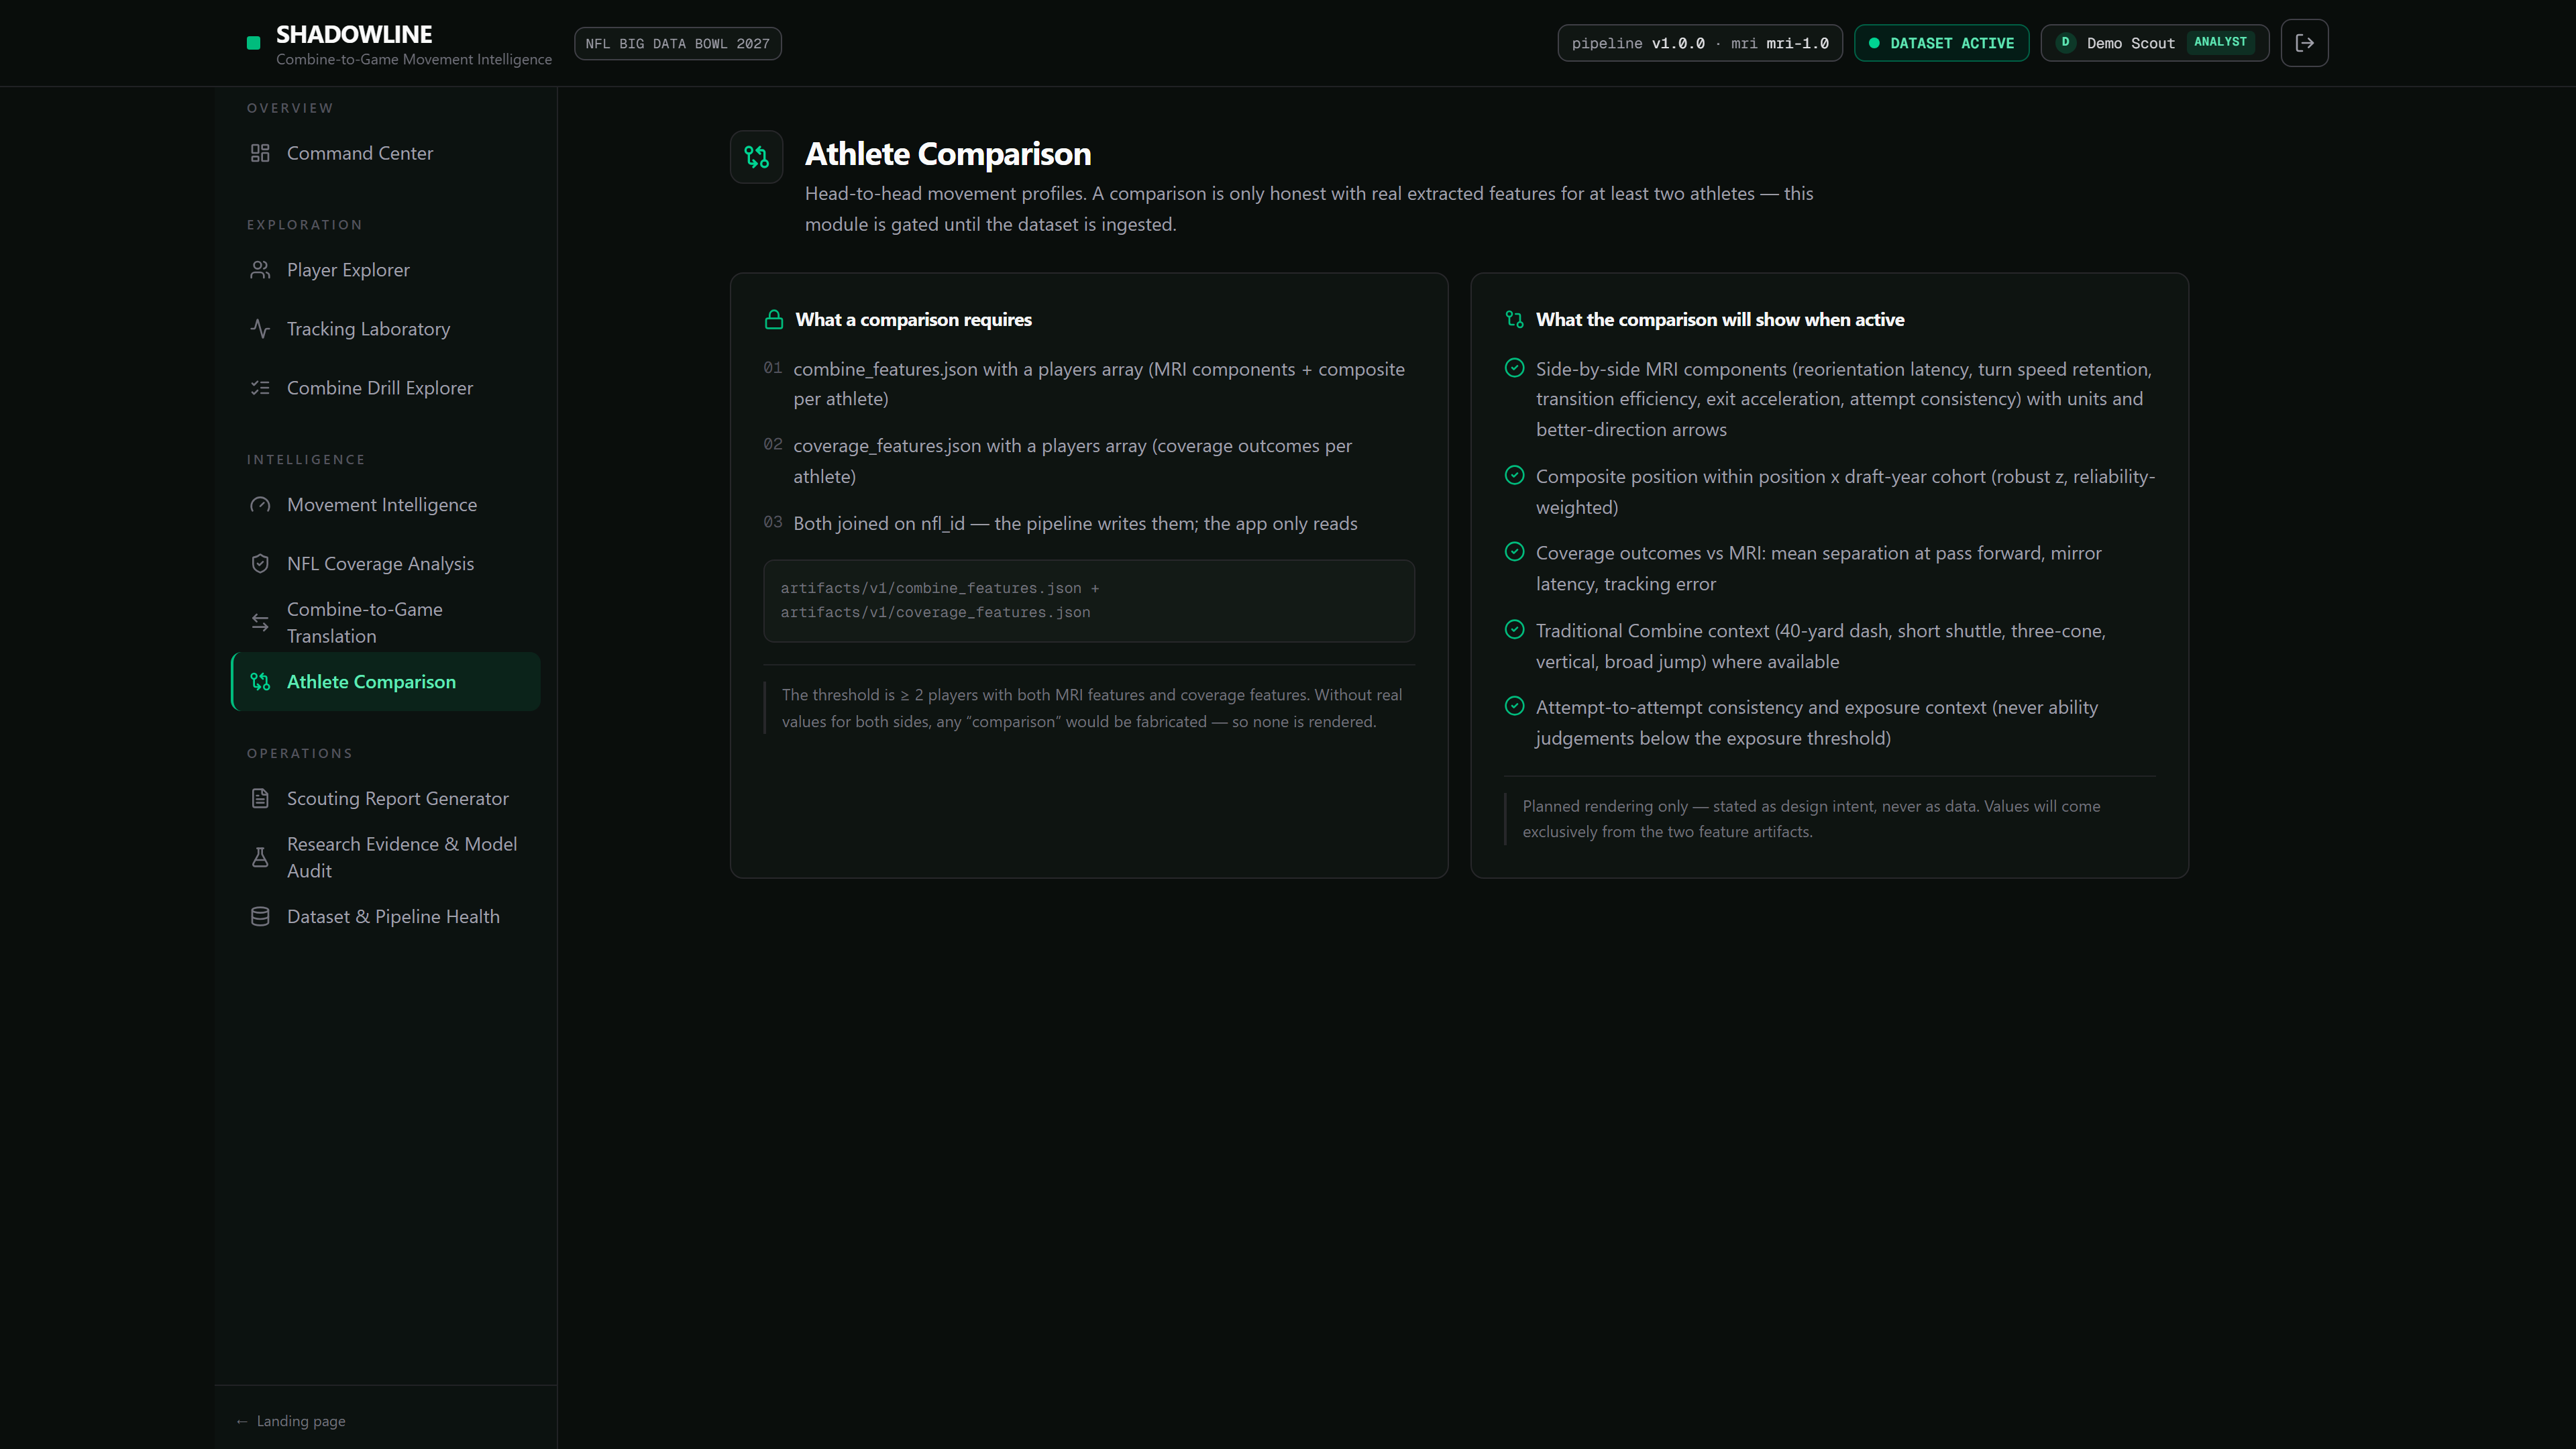 SHADOWLINE
Combine-to-Game Movement Intelligence
NFL BIG DATA BOWL 2027
pipeline v1.0.0 · mri mri-1.0
DATASET ACTIVE
D Demo Scout ANALYST
OVERVIEW
Command Center
EXPLORATION
Player Explorer
Tracking Laboratory
Combine Drill Explorer
INTELLIGENCE
Movement Intelligence
NFL Coverage Analysis
Combine-to-Game
Translation
Athlete Comparison
OPERATIONS
Scouting Report Generator
Research Evidence & Model
Audit
Dataset & Pipeline Health
← Landing page
Athlete Comparison
Head-to-head movement profiles. A comparison is only honest with real extracted features for at least two athletes — this
module is gated until the dataset is ingested.
What a comparison requires
01 combine_features.json with a players array (MRI components + composite
per athlete)
02 coverage_features.json with a players array (coverage outcomes per
athlete)
03 Both joined on nfl_id — the pipeline writes them; the app only reads
artifacts/v1/combine_features.json +
artifacts/v1/coverage_features.json
The threshold is ≥ 2 players with both MRI features and coverage features. Without real
values for both sides, any “comparison” would be fabricated — so none is rendered.
What the comparison will show when active
Side-by-side MRI components (reorientation latency, turn speed retention,
transition efficiency, exit acceleration, attempt consistency) with units and
better-direction arrows
Composite position within position x draft-year cohort (robust z, reliability-
weighted)
Coverage outcomes vs MRI: mean separation at pass forward, mirror
latency, tracking error
Traditional Combine context (40-yard dash, short shuttle, three-cone,
vertical, broad jump) where available
Attempt-to-attempt consistency and exposure context (never ability
judgements below the exposure threshold)
Planned rendering only — stated as design intent, never as data. Values will come
exclusively from the two feature artifacts.